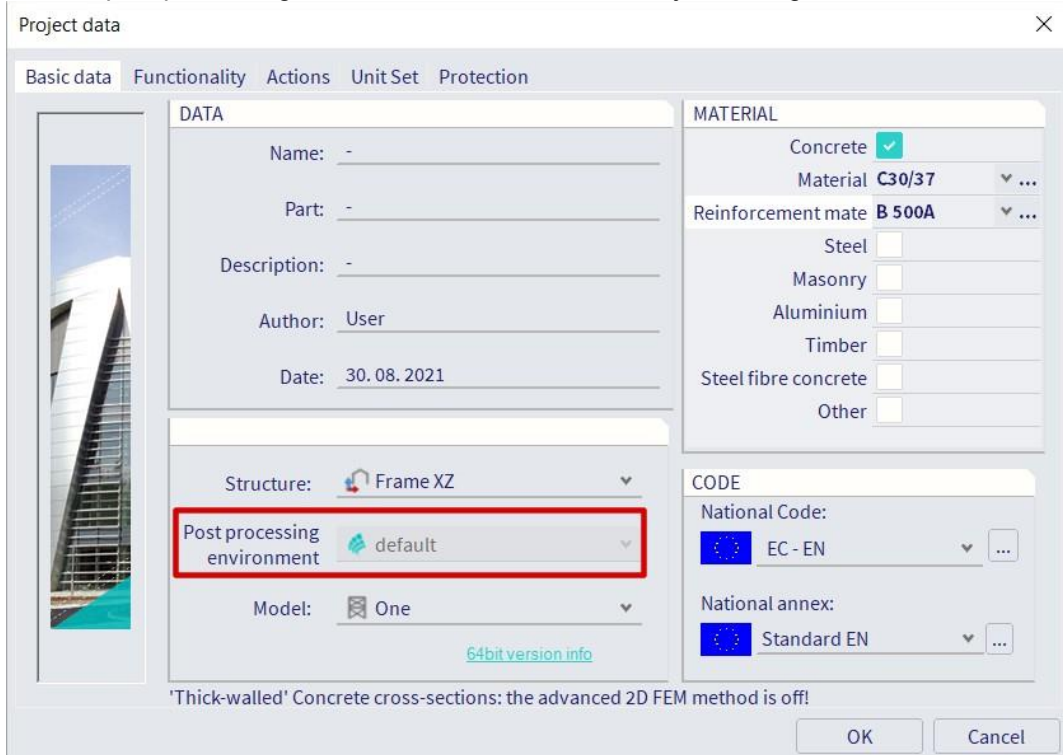 Project data
Basic data Functionality Actions Unit Set Protection
DATA
Name: -
Part: -
Description: -
Author: User
Date: 30. 08. 2021
Structure: Frame XZ
Post processing
environment default
Model: One
64bit version info
MATERIAL
Concrete
Material C30/37 ...
Reinforcement mate B 500A ...
Steel
Masonry
Aluminium
Timber
Steel fibre concrete
Other
CODE
National Code:
EC - EN ...
National annex:
Standard EN ...
'Thick-walled' Concrete cross-sections: the advanced 2D FEM method is off!
OK Cancel